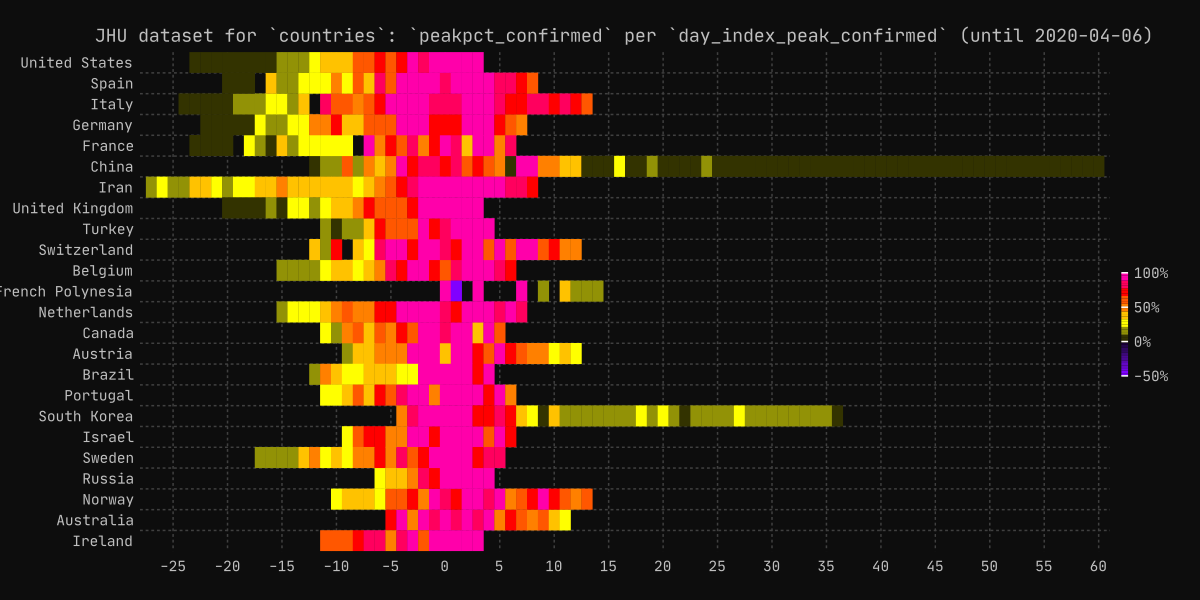 JHU dataset for `countries`: `peakpct_confirmed` per `day_index_peak_confirmed` (until 2020-04-06)
United States
Spain
Italy
Germany
France
China
Iran
United Kingdom
Turkey
Switzerland
Belgium
French Polynesia
Netherlands
Canada
Austria
Brazil
Portugal
South Korea
Israel
Sweden
Russia
Norway
Australia
Ireland
-25 -20 -15 -10 -5 0 5 10 15 20 25 30 35 40 45 50 55 60
100%
50%
0%
-50%